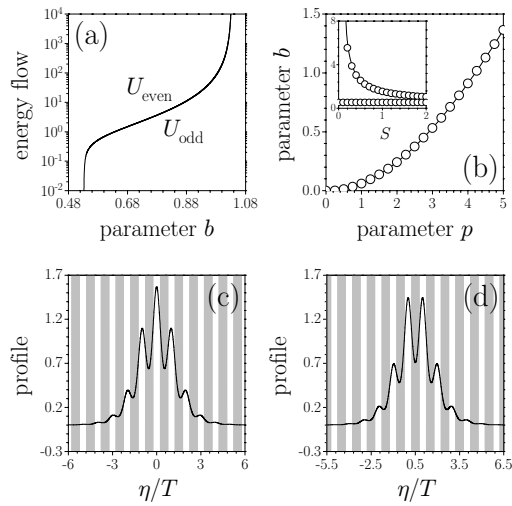 (a)
energy flow
10^4
10^3
10^2
10^1
10^0
10^-1
10^-2
U_even
U_odd
0.48 0.68 0.88 1.08
parameter b
(b)
parameter b
1.5
1.0
0.5
0.0
8
4
0
0 1 2
S
0 1 2 3 4 5
parameter p
(c)
profile
1.7
1.2
0.7
0.2
-0.3
-6 -3 0 3 6
η/T
(d)
profile
1.7
1.2
0.7
0.2
-0.3
-5.5 -2.5 0.5 3.5 6.5
η/T